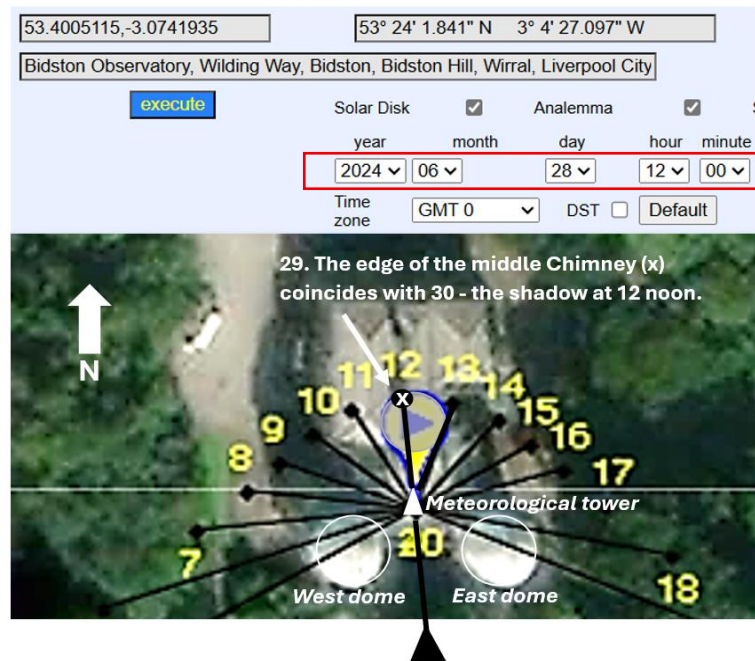 53.4005115,-3.0741935
53° 24' 1.841" N 3° 4' 27.097" W
Bidston Observatory, Wilding Way, Bidston, Bidston Hill, Wirral, Liverpool City
execute
Solar Disk Analemma S
year month day hour minute
2024 06 28 12 00
Time zone GMT 0 DST Default
29. The edge of the middle Chimney (x)
coincides with 30 - the shadow at 12 noon.
N
x
7
8
9
10
11
12
13
14
15
16
17
18
20
Meteorological tower
West dome East dome